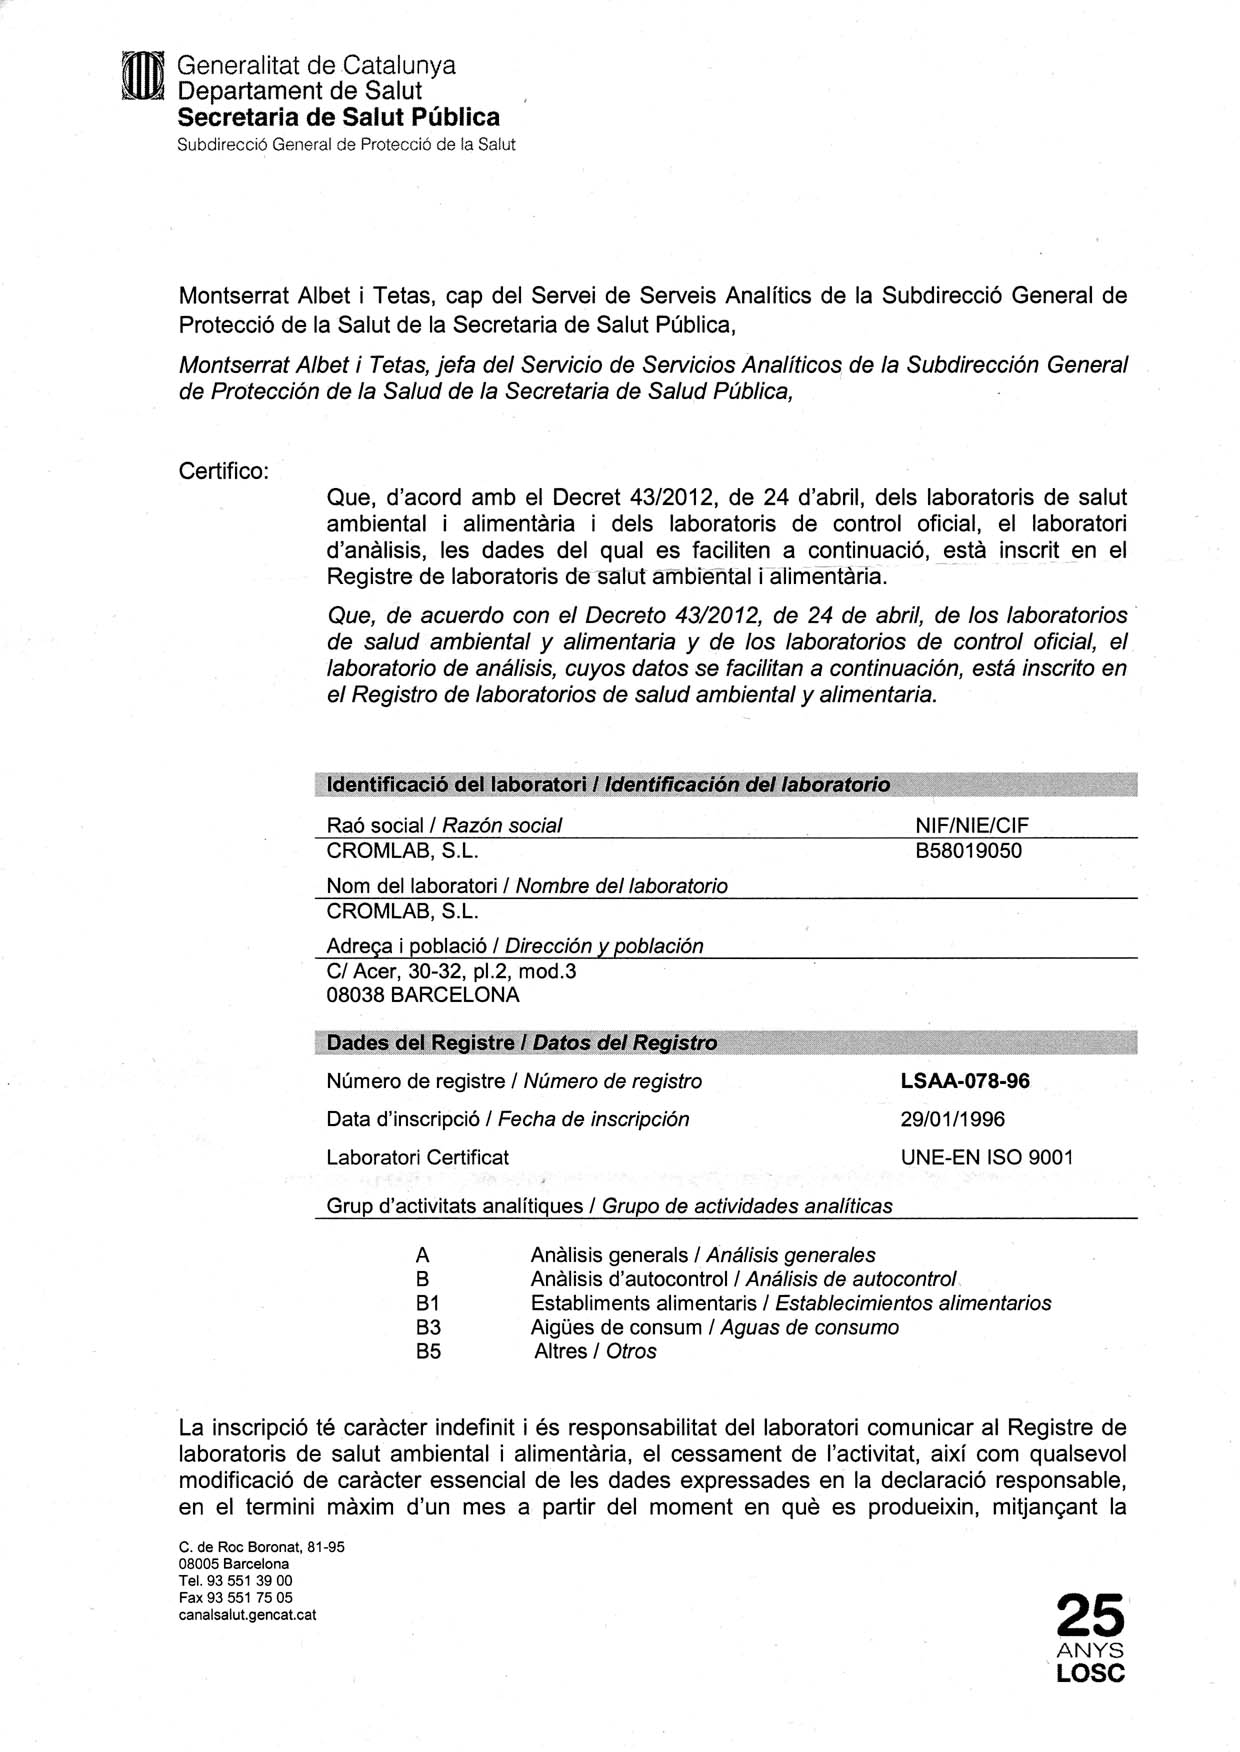 Generalitat de Catalunya
Departament de Salut
Secretaria de Salut Pública
Subdirecció General de Protecció de la Salut
Montserrat Albet i Tetas, cap del Servei de Serveis Analítics de la Subdirecció General de
Protecció de la Salut de la Secretaria de Salut Pública,
Montserrat Albet i Tetas, jefa del Servicio de Servicios Analíticos de la Subdirección General
de Protección de la Salud de la Secretaria de Salud Pública,
Certifico:
Que, d'acord amb el Decret 43/2012, de 24 d'abril, dels laboratoris de salut
ambiental i alimentària i dels laboratoris de control oficial, el laboratori
d'anàlisis, les dades del qual es faciliten a continuació, està inscrit en el
Registre de laboratoris de salut ambiental i alimentària.
Que, de acuerdo con el Decreto 43/2012, de 24 de abril, de los laboratorios
de salud ambiental y alimentaria y de los laboratorios de control oficial, el
laboratorio de análisis, cuyos datos se facilitan a continuación, está inscrito en
el Registro de laboratorios de salud ambiental y alimentaria.
Identificació del laboratori / Identificación del laboratorio
Raó social / Razón social NIF/NIE/CIF
CROMLAB, S.L. B58019050
Nom del laboratori / Nombre del laboratorio
CROMLAB, S.L.
Adreça i població / Dirección y población
C/ Acer, 30-32, pl.2, mod.3
08038 BARCELONA
Dades del Registre / Datos del Registro
Número de registre / Número de registro LSAA-078-96
Data d'inscripció / Fecha de inscripción 29/01/1996
Laboratori Certificat UNE-EN ISO 9001
Grup d'activitats analítiques / Grupo de actividades analíticas
A Anàlisis generals / Análisis generales
B Anàlisis d'autocontrol / Análisis de autocontrol
B1 Establiments alimentaris / Establecimientos alimentarios
B3 Aigües de consum / Aguas de consumo
B5 Altres / Otros
La inscripció té caràcter indefinit i és responsabilitat del laboratori comunicar al Registre de
laboratoris de salut ambiental i alimentària, el cessament de l'activitat, així com qualsevol
modificació de caràcter essencial de les dades expressades en la declaració responsable,
en el termini màxim d'un mes a partir del moment en què es produeixin, mitjançant la
C. de Roc Boronat, 81-95
08005 Barcelona
Tel. 93 551 39 00
Fax 93 551 75 05
canalsalut.gencat.cat
25
ANYS
LOSC